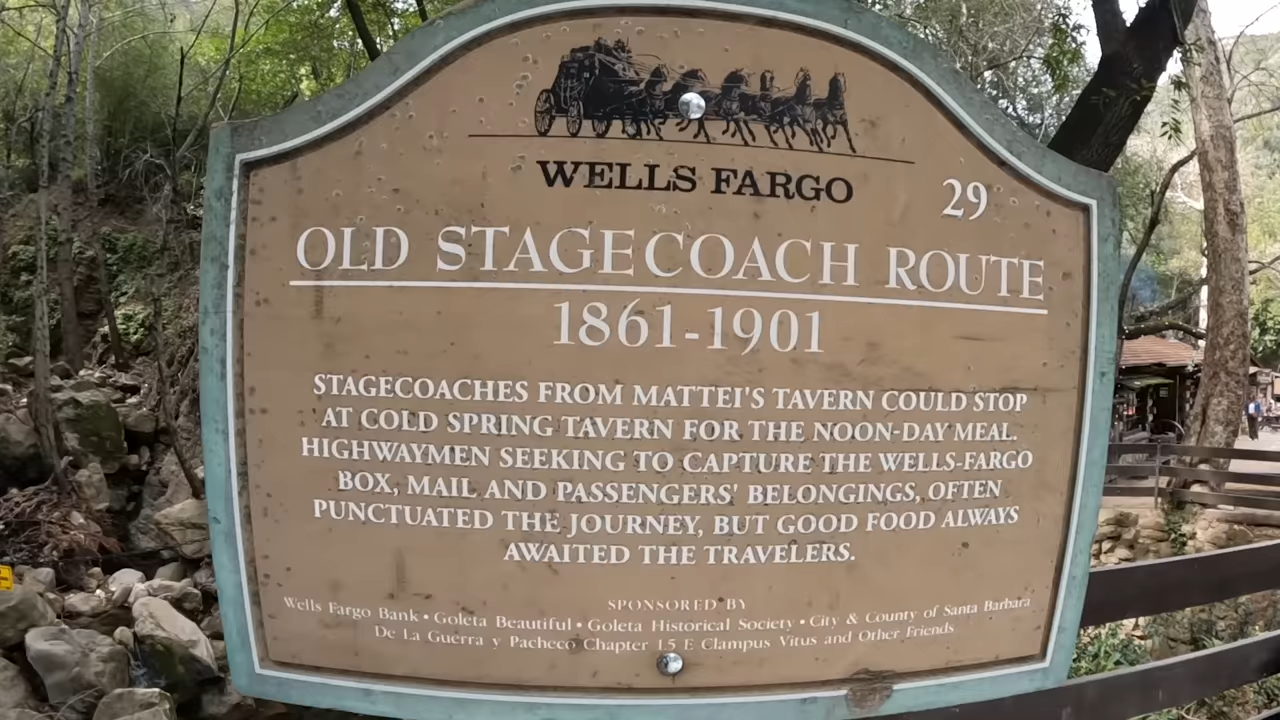 WELLS FARGO
29
OLD STAGECOACH ROUTE
1861-1901
STAGECOACHES FROM MATTEI'S TAVERN COULD STOP
AT COLD SPRING TAVERN FOR THE NOON-DAY MEAL.
HIGHWAYMEN SEEKING TO CAPTURE THE WELLS-FARGO
BOX, MAIL AND PASSENGERS' BELONGINGS, OFTEN
PUNCTUATED THE JOURNEY, BUT GOOD FOOD ALWAYS
AWAITED THE TRAVELERS.
SPONSORED BY
Wells Fargo Bank • Goleta Beautiful • Goleta Historical Society • City & County of Santa Barbara
De La Guerra y Pacheco Chapter 1.5 E Clampus Vitus and Other Friends